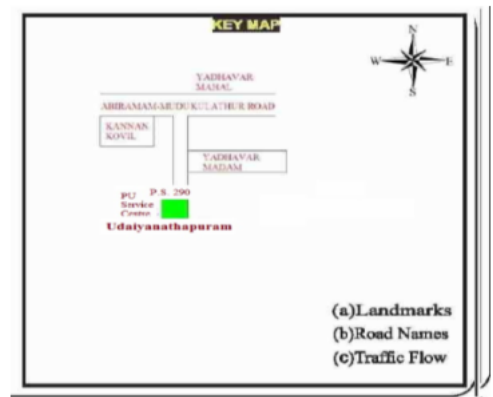 KEY MAP
N
W E
S
YADHAVAR
MAHAL
ABIRAMAM-MUDUKULATHUR ROAD
KANNAN
KOVIL
YADHAVAR
MADAM
P.S. 290
PU
Service
Centre
Udaiyanathapuram
(a)Landmarks
(b)Road Names
(c)Traffic Flow